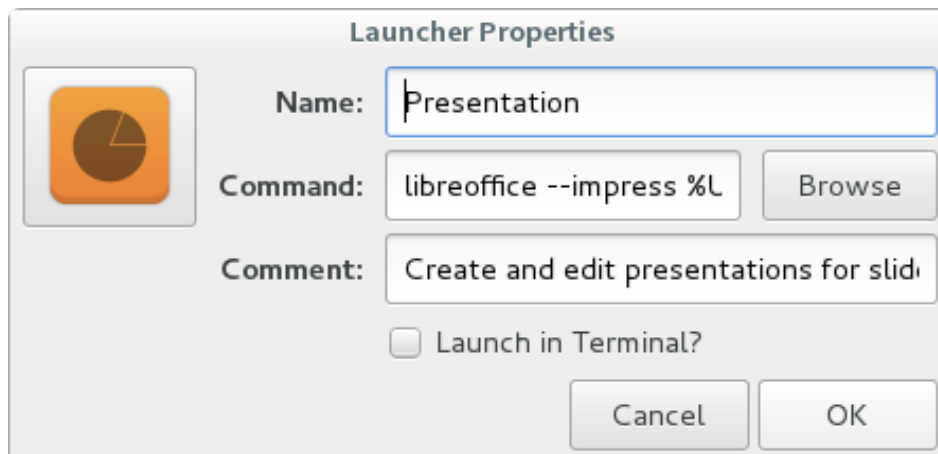 Launcher Properties
Name: Presentation
Command: libreoffice --impress Browse
Comment: Create and edit presentations for
Launch in Terminal?
Cancel OK